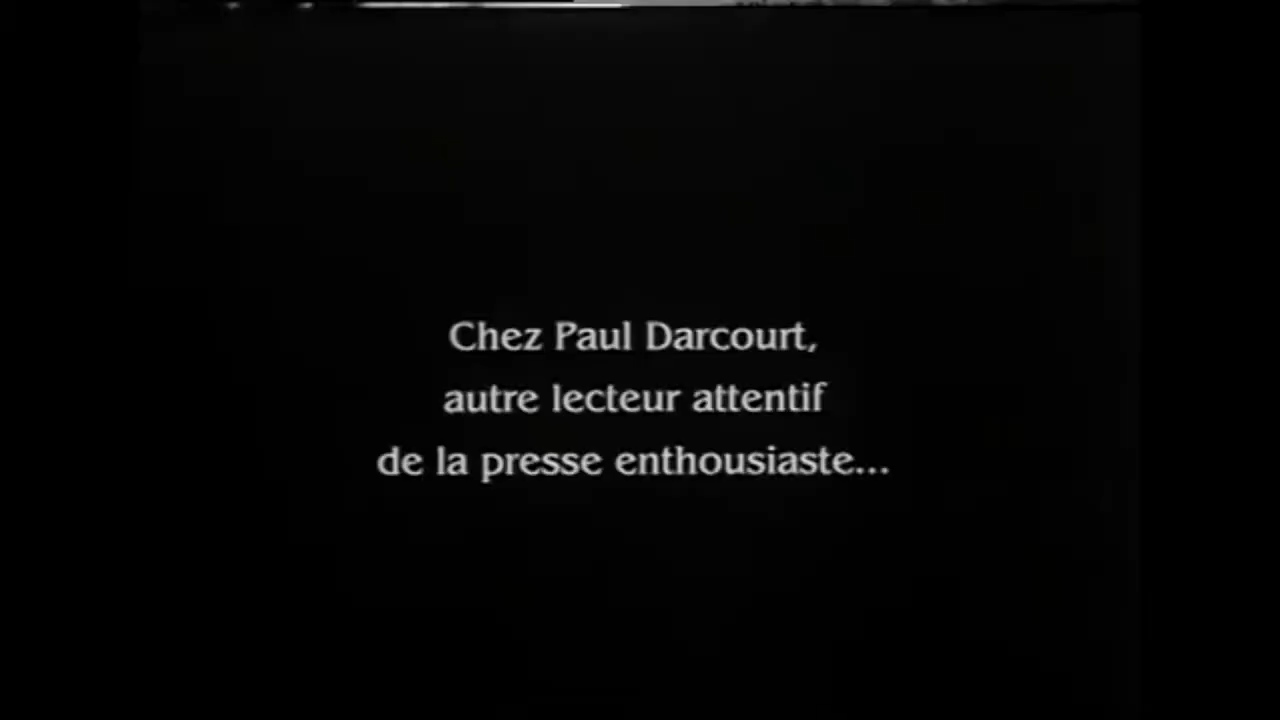 Chez Paul Darcourt,
autre lecteur attentif
de la presse enthousiaste...